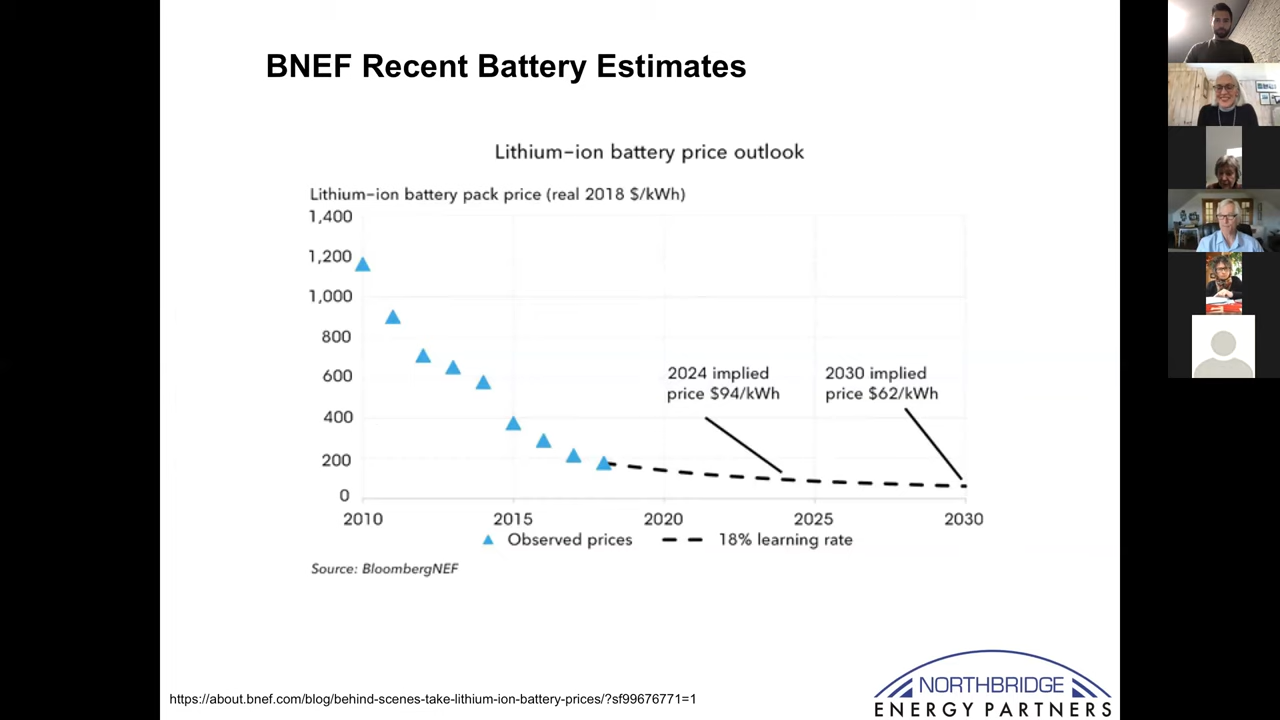 BNEF Recent Battery Estimates
Lithium-ion battery price outlook
Lithium-ion battery pack price (real 2018 $/kWh)
1,400
1,200
1,000
800
600
400
200
0
2024 implied
price $94/kWh
2030 implied
price $62/kWh
2010 2015 2020 2025 2030
Observed prices 18% learning rate
Source: BloombergNEF
https://about.bnef.com/blog/behind-scenes-take-lithium-ion-battery-prices/?sf99676771=1
NORTHBRIDGE
ENERGY PARTNERS